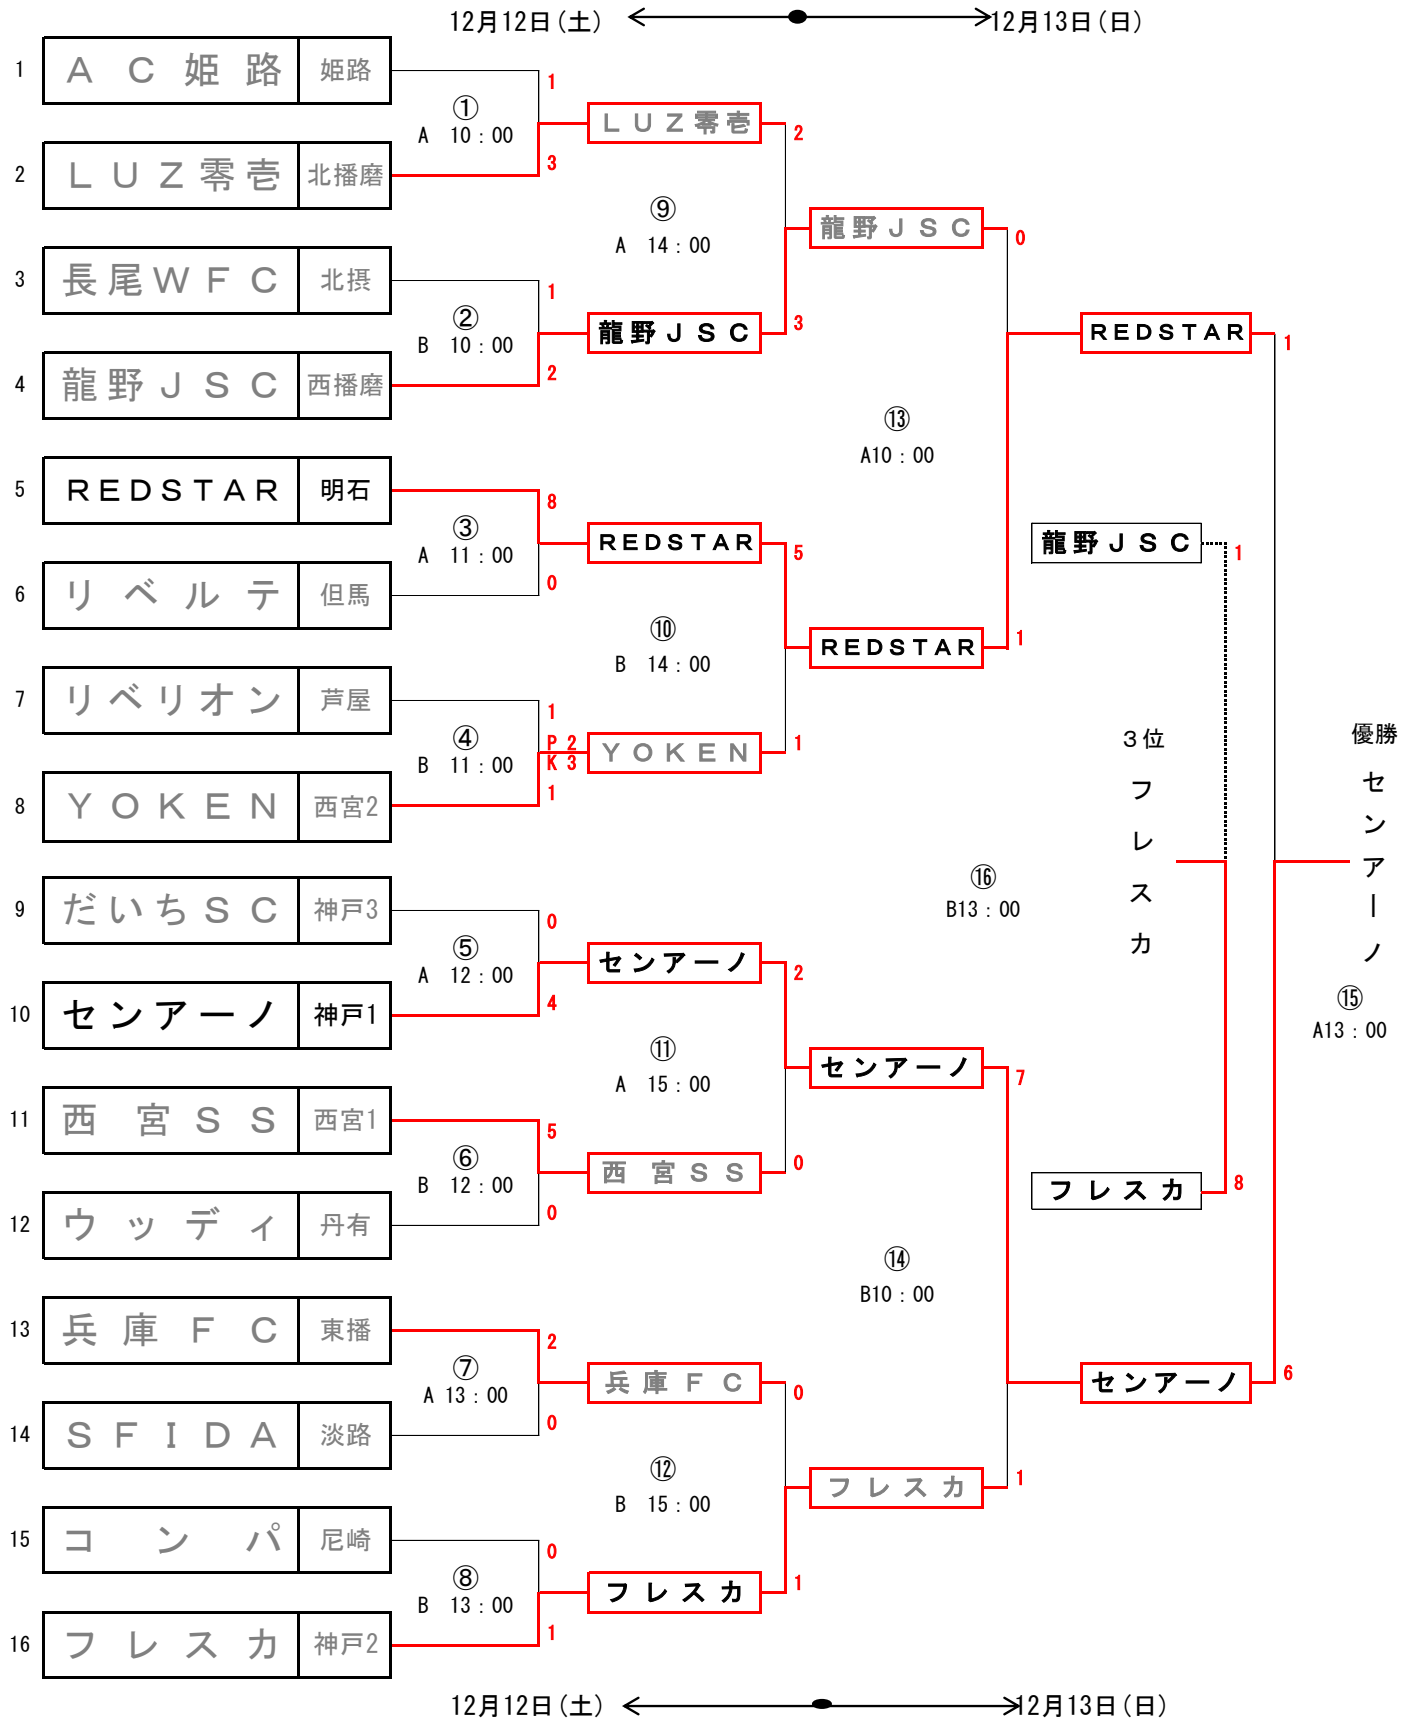 12月12日(土) 12月13日(日)
1 AC姫路 姫路
1
① A 10:00
LUZ零壱 2
2 LUZ零壱 北播磨
3
⑨ A 14:00
龍野JSC 0
3 長尾WFC 北摂
1
② B 10:00
龍野JSC 3
REDSTAR 1
4 龍野JSC 西播磨
2
⑬ A10:00
5 REDSTAR 明石
8
③ A 11:00
REDSTAR 5
龍野JSC 1
6 リベルテ 但馬
0
⑩ B 14:00
REDSTAR 1
7 リベリオン 芦屋
1
④ B 11:00
P 2
K 3
YOKEN 1
3位
フレスカ
優勝
センアーノ
8 YOKEN 西宮2
1
⑯ B13:00
9 だいちSC 神戸3
0
⑤ A 12:00
センアーノ 2
10 センアーノ 神戸1
4
⑮ A13:00
⑪ A 15:00
センアーノ 7
11 西宮SS 西宮1
5
⑥ B 12:00
西宮SS 0
フレスカ 8
12 ウッディ 丹有
0
⑭ B10:00
13 兵庫FC 東播
2
⑦ A 13:00
兵庫FC 0
センアーノ 6
14 SFIDA 淡路
0
⑫ B 15:00
フレスカ 1
15 コンパ 尼崎
0
⑧ B 13:00
フレスカ 1
16 フレスカ 神戸2
1
12月12日(土) 12月13日(日)